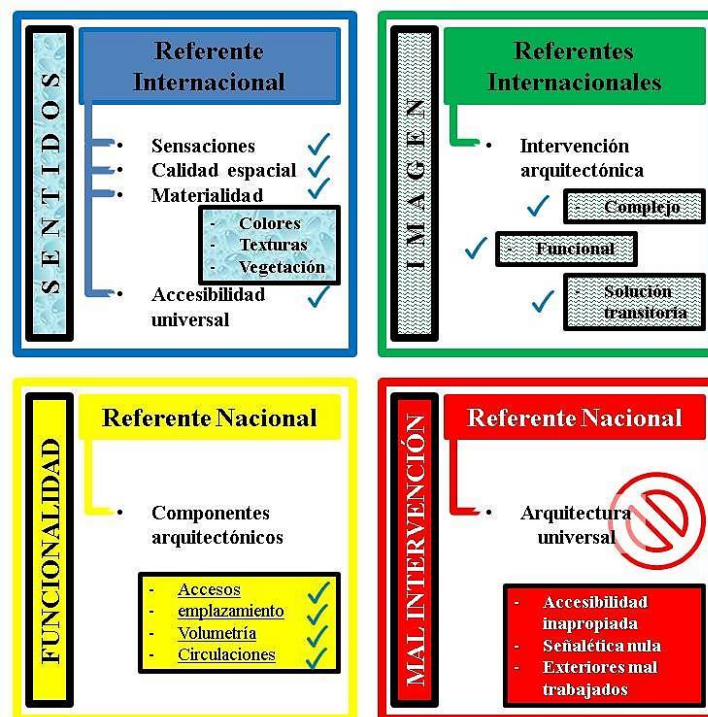 SENTIDOS
Referente
Internacional
• Sensaciones
• Calidad espacial
• Materialidad
- Colores
- Texturas
- Vegetación
• Accesibilidad
universal
IMAGEN
Referentes
Internacionales
• Intervención
arquitectónica
- Complejo
- Funcional
- Solución
transitoria
FUNCIONALIDAD
Referente Nacional
• Componentes
arquitectónicos
- Accesos
- emplazamiento
- Volumetría
- Circulaciones
MAL INTERVENCIÓN
Referente Nacional
• Arquitectura
universal
- Accesibilidad
inapropiada
- Señalética nula
- Exteriores mal
trabajados